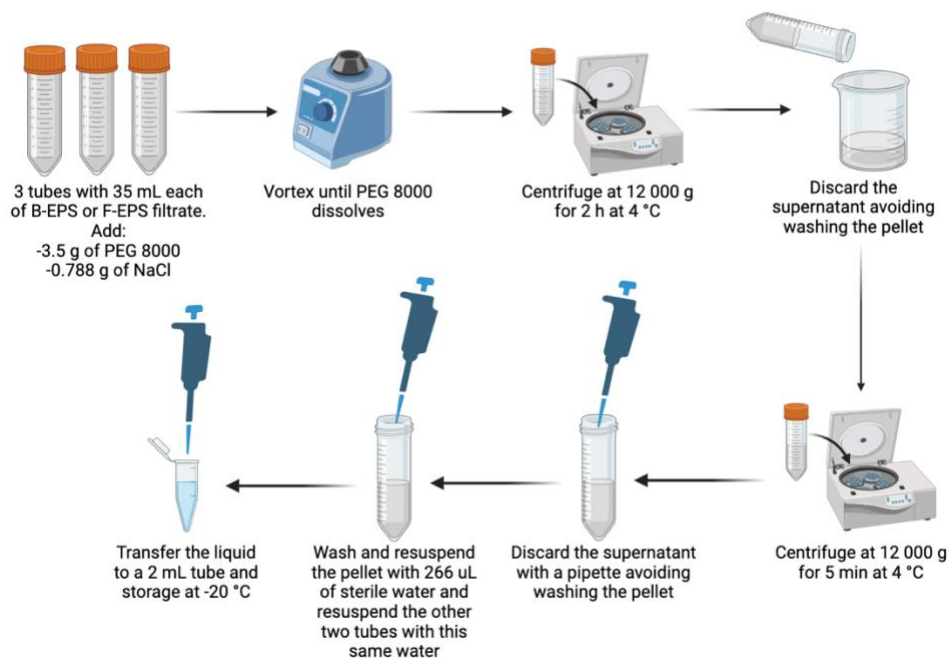 3 tubes with 35 mL each
of B-EPS or F-EPS filtrate.
Add:
-3.5 g of PEG 8000
-0.788 g of NaCl
Vortex until PEG 8000
dissolves
Centrifuge at 12 000 g
for 2 h at 4 °C
Discard the
supernatant avoiding
washing the pellet
Centrifuge at 12 000 g
for 5 min at 4 °C
Discard the supernatant
with a pipette avoiding
washing the pellet
Wash and resuspend
the pellet with 266 uL
of sterile water and
resuspend the other
two tubes with this
same water
Transfer the liquid
to a 2 mL tube and
storage at -20 °C